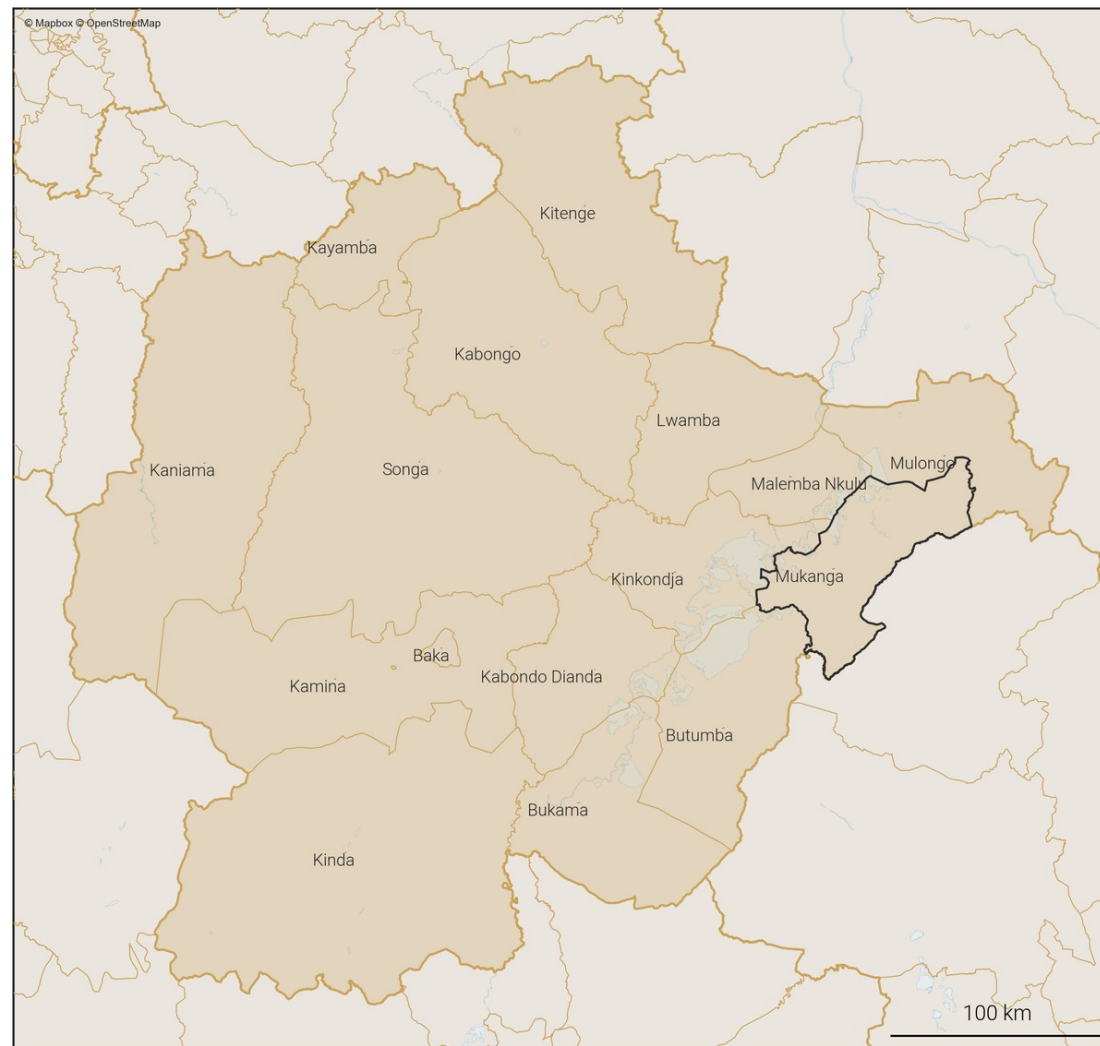 © Mapbox © OpenStreetMap
Kitenge
Kayamba
Kabongo
Lwamba
Kaniama
Songa
Mulongo
Malemba Nkulu
Kinkondja
Mukanga
Baka
Kabondo Dianda
Kamina
Butumba
Bukama
Kinda
100 km